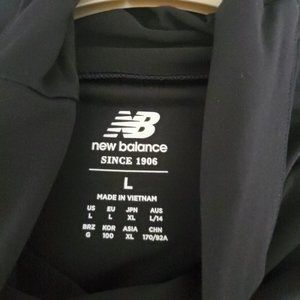 NB
new balance
SINCE 1906
L
MADE IN VIETNAM
US EU JPN AUS
L L XL L/14
BRZ KOR ASIA CHN
G 100 XL 170/92A